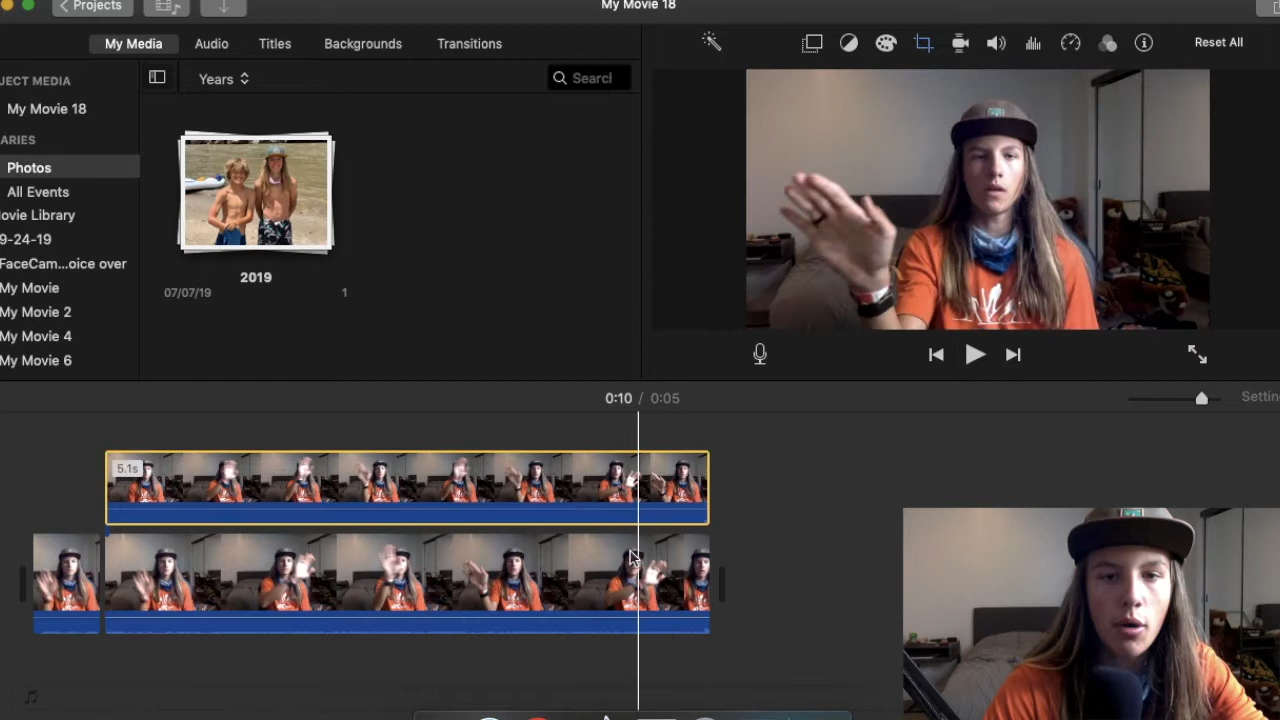 Projects
My Movie 18
My Media
Audio
Titles
Backgrounds
Transitions
Reset All
JECT MEDIA
My Movie 18
ARIES
Photos
All Events
ovie Library
9-24-19
FaceCam...oice over
My Movie
My Movie 2
My Movie 4
My Movie 6
Years
Searcl
2019
07/07/19
1
0:10 / 0:05
Settin
5.1s